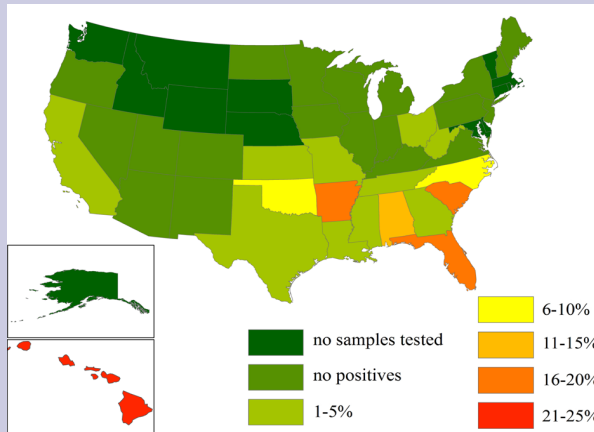 no samples tested
no positives
1-5%
6-10%
11-15%
16-20%
21-25%